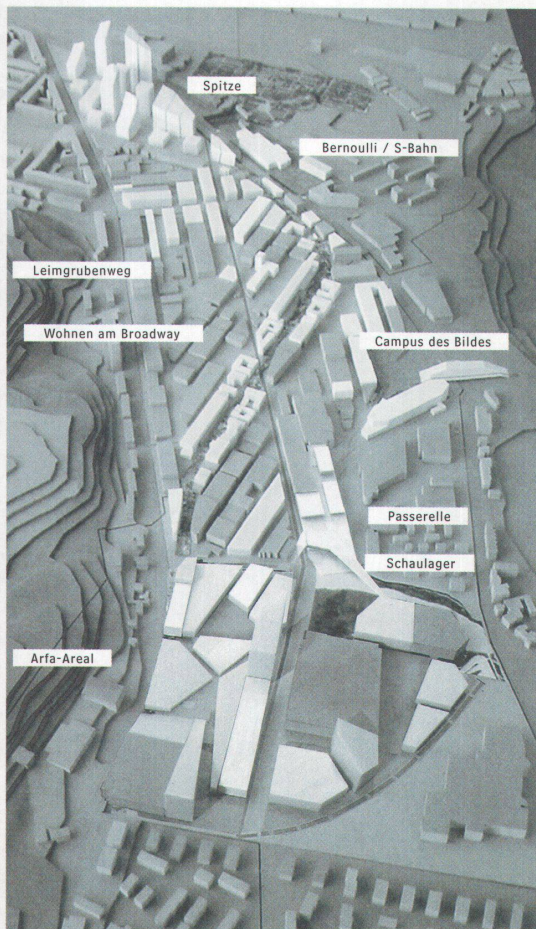 Spitze
Bernoulli / S-Bahn
Leimgrubenweg
Wohnen am Broadway
Campus des Bildes
Passerelle
Schaulager
Arfa-Areal